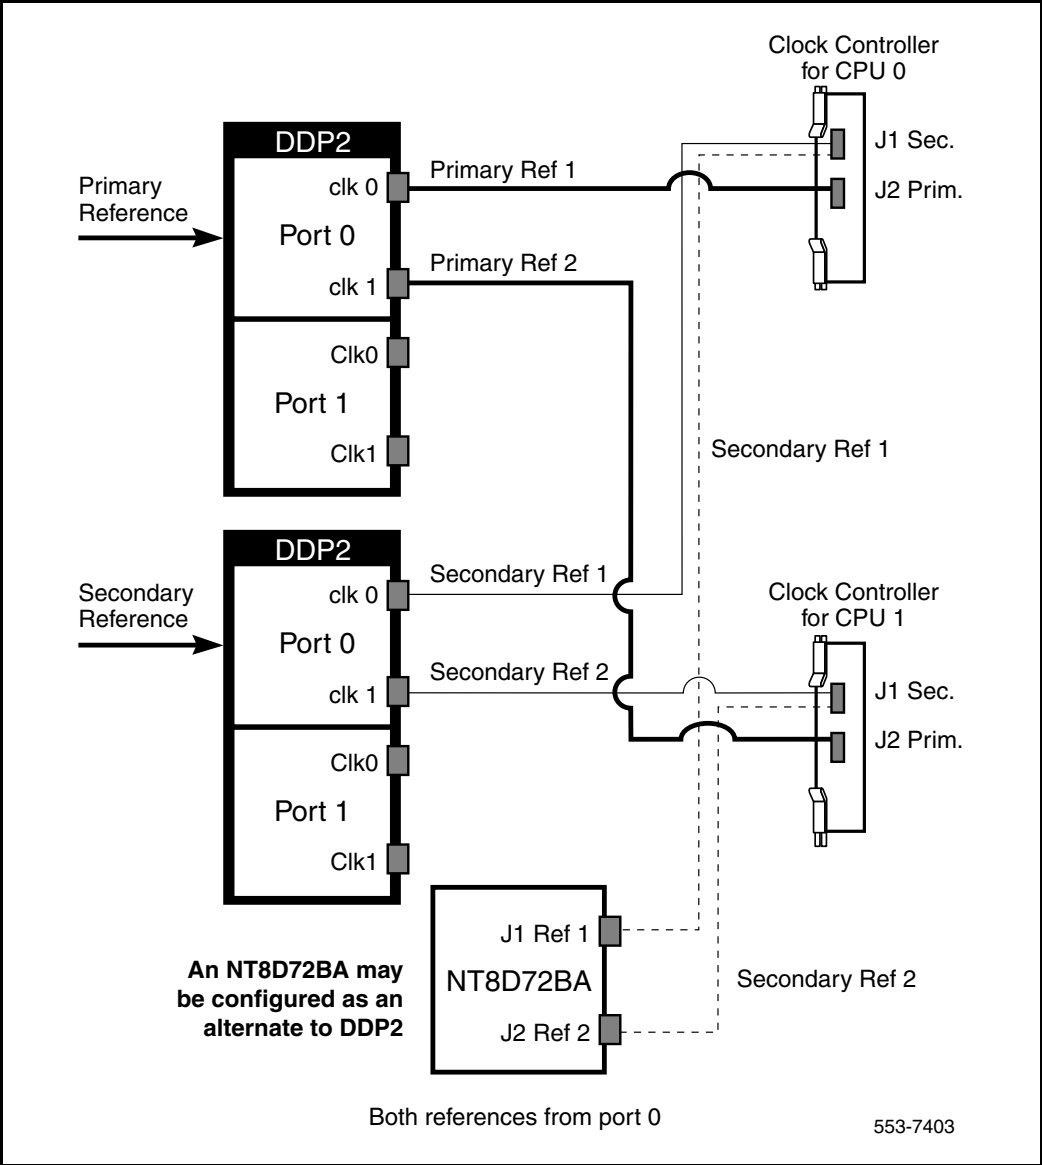 Clock Controller
for CPU 0
J1 Sec.
J2 Prim.
DDP2
Primary
Reference
clk 0
Port 0
clk 1
Primary Ref 1
Primary Ref 2
Clk0
Port 1
Clk1
Secondary Ref 1
DDP2
Secondary
Reference
clk 0
Port 0
clk 1
Secondary Ref 1
Secondary Ref 2
Clk0
Port 1
Clk1
Clock Controller
for CPU 1
J1 Sec.
J2 Prim.
An NT8D72BA may
be configured as an
alternate to DDP2
J1 Ref 1
NT8D72BA
J2 Ref 2
Secondary Ref 2
Both references from port 0
553-7403